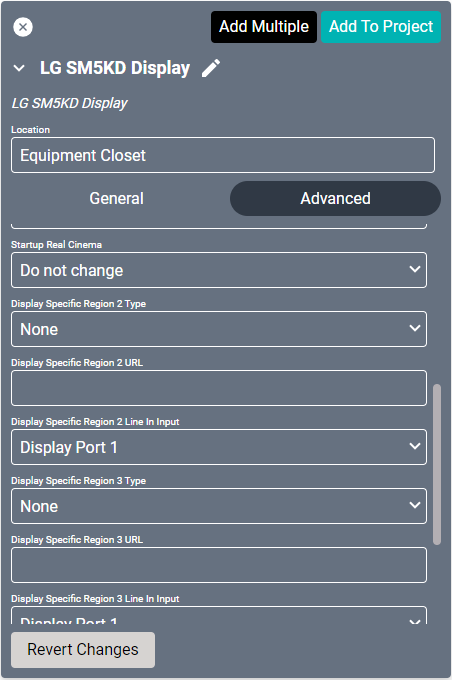 Add Multiple
Add To Project
LG SM5KD Display
LG SM5KD Display
Location
Equipment Closet
General
Advanced
Startup Real Cinema
Do not change
Display Specific Region 2 Type
None
Display Specific Region 2 URL
Display Specific Region 2 Line In Input
Display Port 1
Display Specific Region 3 Type
None
Display Specific Region 3 URL
Display Specific Region 3 Line In Input
Display Port 1
Revert Changes